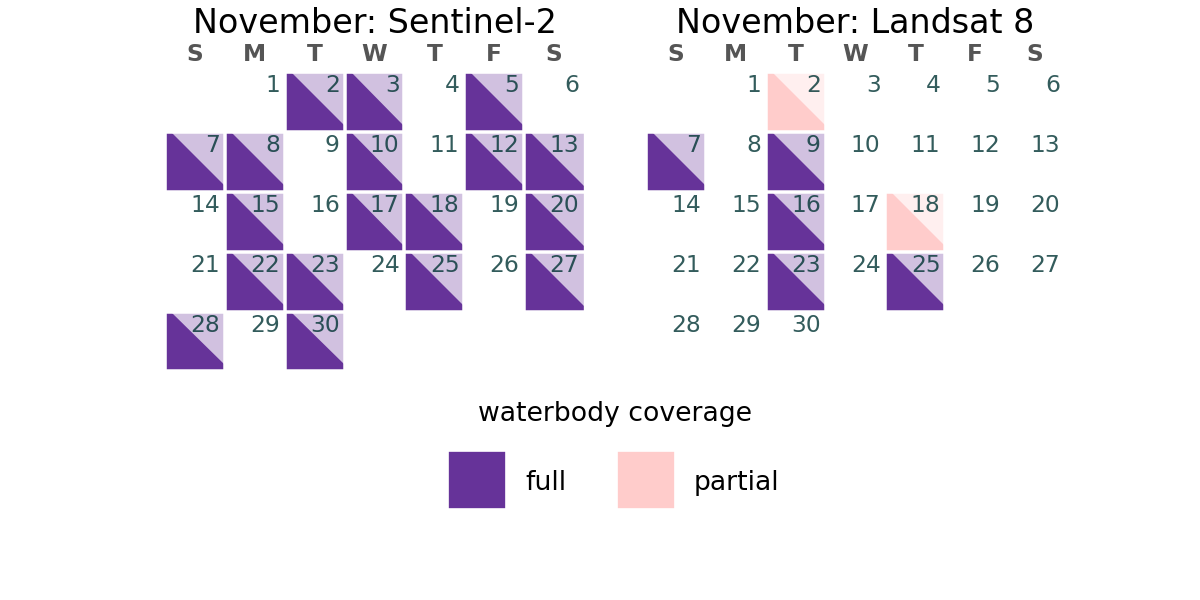 November: Sentinel-2
S M T W T F S
1 2 3 4 5 6
7 8 9 10 11 12 13
14 15 16 17 18 19 20
21 22 23 24 25 26 27
28 29 30
November: Landsat 8
S M T W T F S
1 2 3 4 5 6
7 8 9 10 11 12 13
14 15 16 17 18 19 20
21 22 23 24 25 26 27
28 29 30
waterbody coverage
full partial